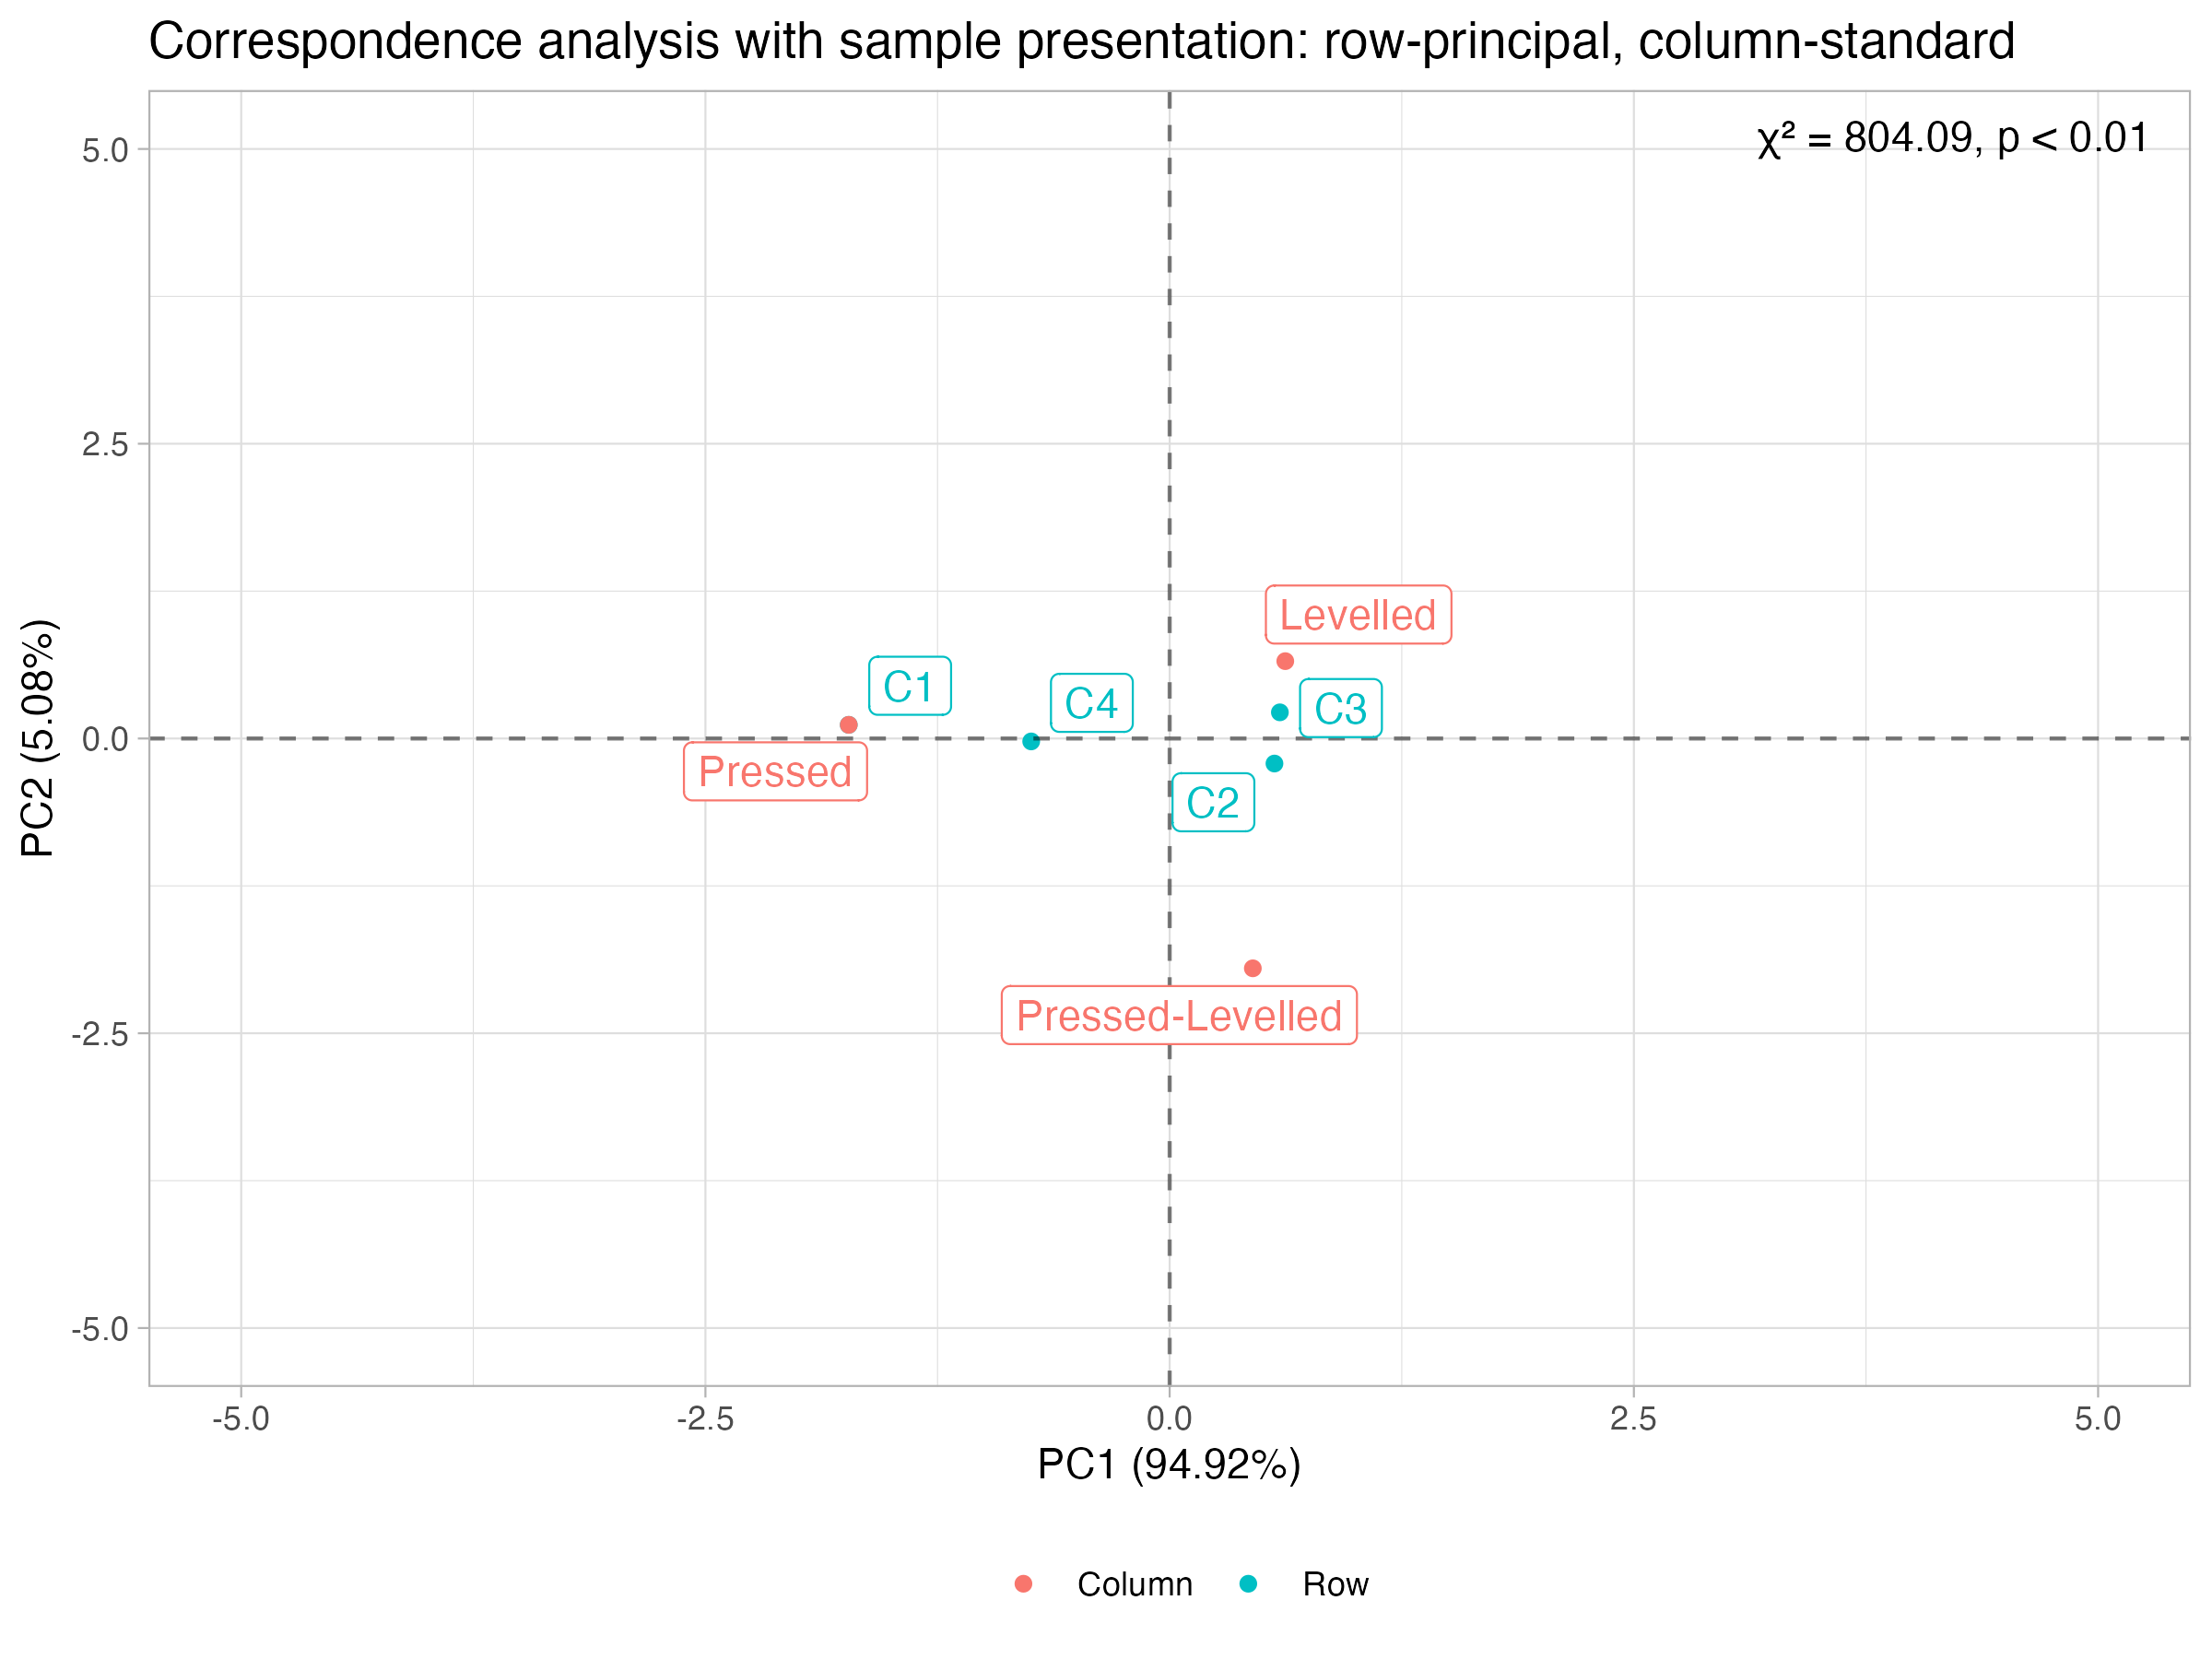 Correspondence analysis with sample presentation: row-principal, column-standard
χ² = 804.09, p < 0.01
5.0
2.5
0.0
-2.5
-5.0
PC2 (5.08%)
Levelled
C1
C4
C3
Pressed
C2
Pressed-Levelled
-5.0
-2.5
0.0
2.5
5.0
PC1 (94.92%)
Column
Row